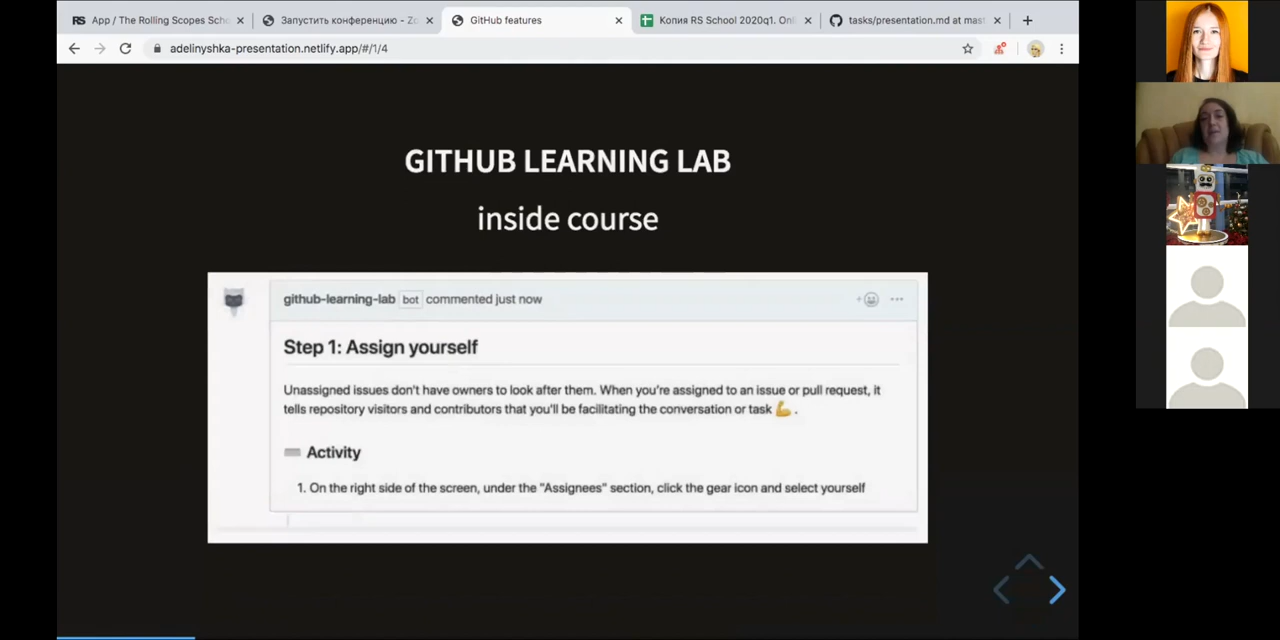 App / The Rolling Scopes Scho
Запустить конференцию - Zo
GitHub features
Копия RS School 2020q1. Onli
tasks/presentation.md at mast
adelinyshka-presentation.netlify.app/#/1/4
GITHUB LEARNING LAB
inside course
github-learning-lab bot commented just now
Step 1: Assign yourself
Unassigned issues don't have owners to look after them. When you're assigned to an issue or pull request, it
tells repository visitors and contributors that you'll be facilitating the conversation or task 💪 .
Activity
1. On the right side of the screen, under the "Assignees" section, click the gear icon and select yourself